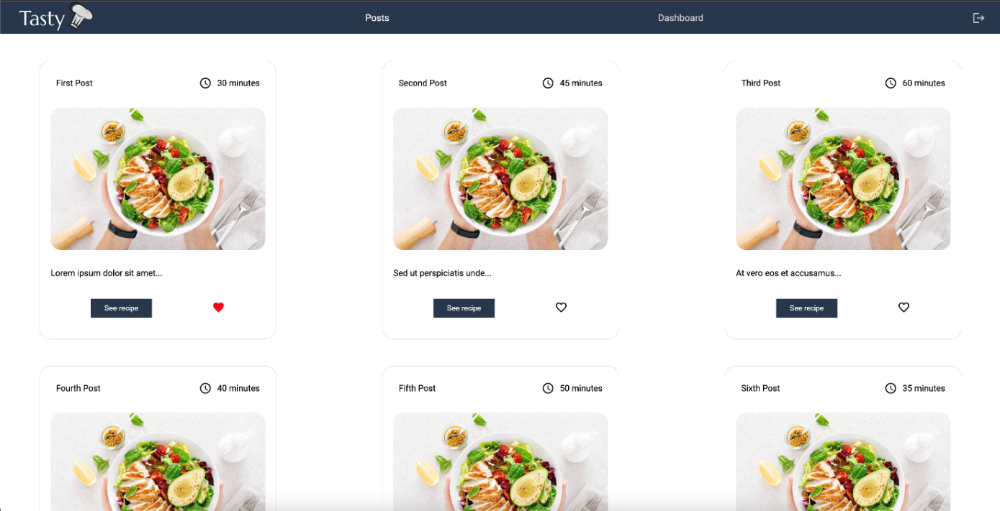 Tasty
Posts
Dashboard
First Post
30 minutes
Second Post
45 minutes
Third Post
60 minutes
Lorem ipsum dolor sit amet...
Sed ut perspiciatis unde...
At vero eos et accusamus...
See recipe
See recipe
See recipe
Fourth Post
40 minutes
Fifth Post
50 minutes
Sixth Post
35 minutes